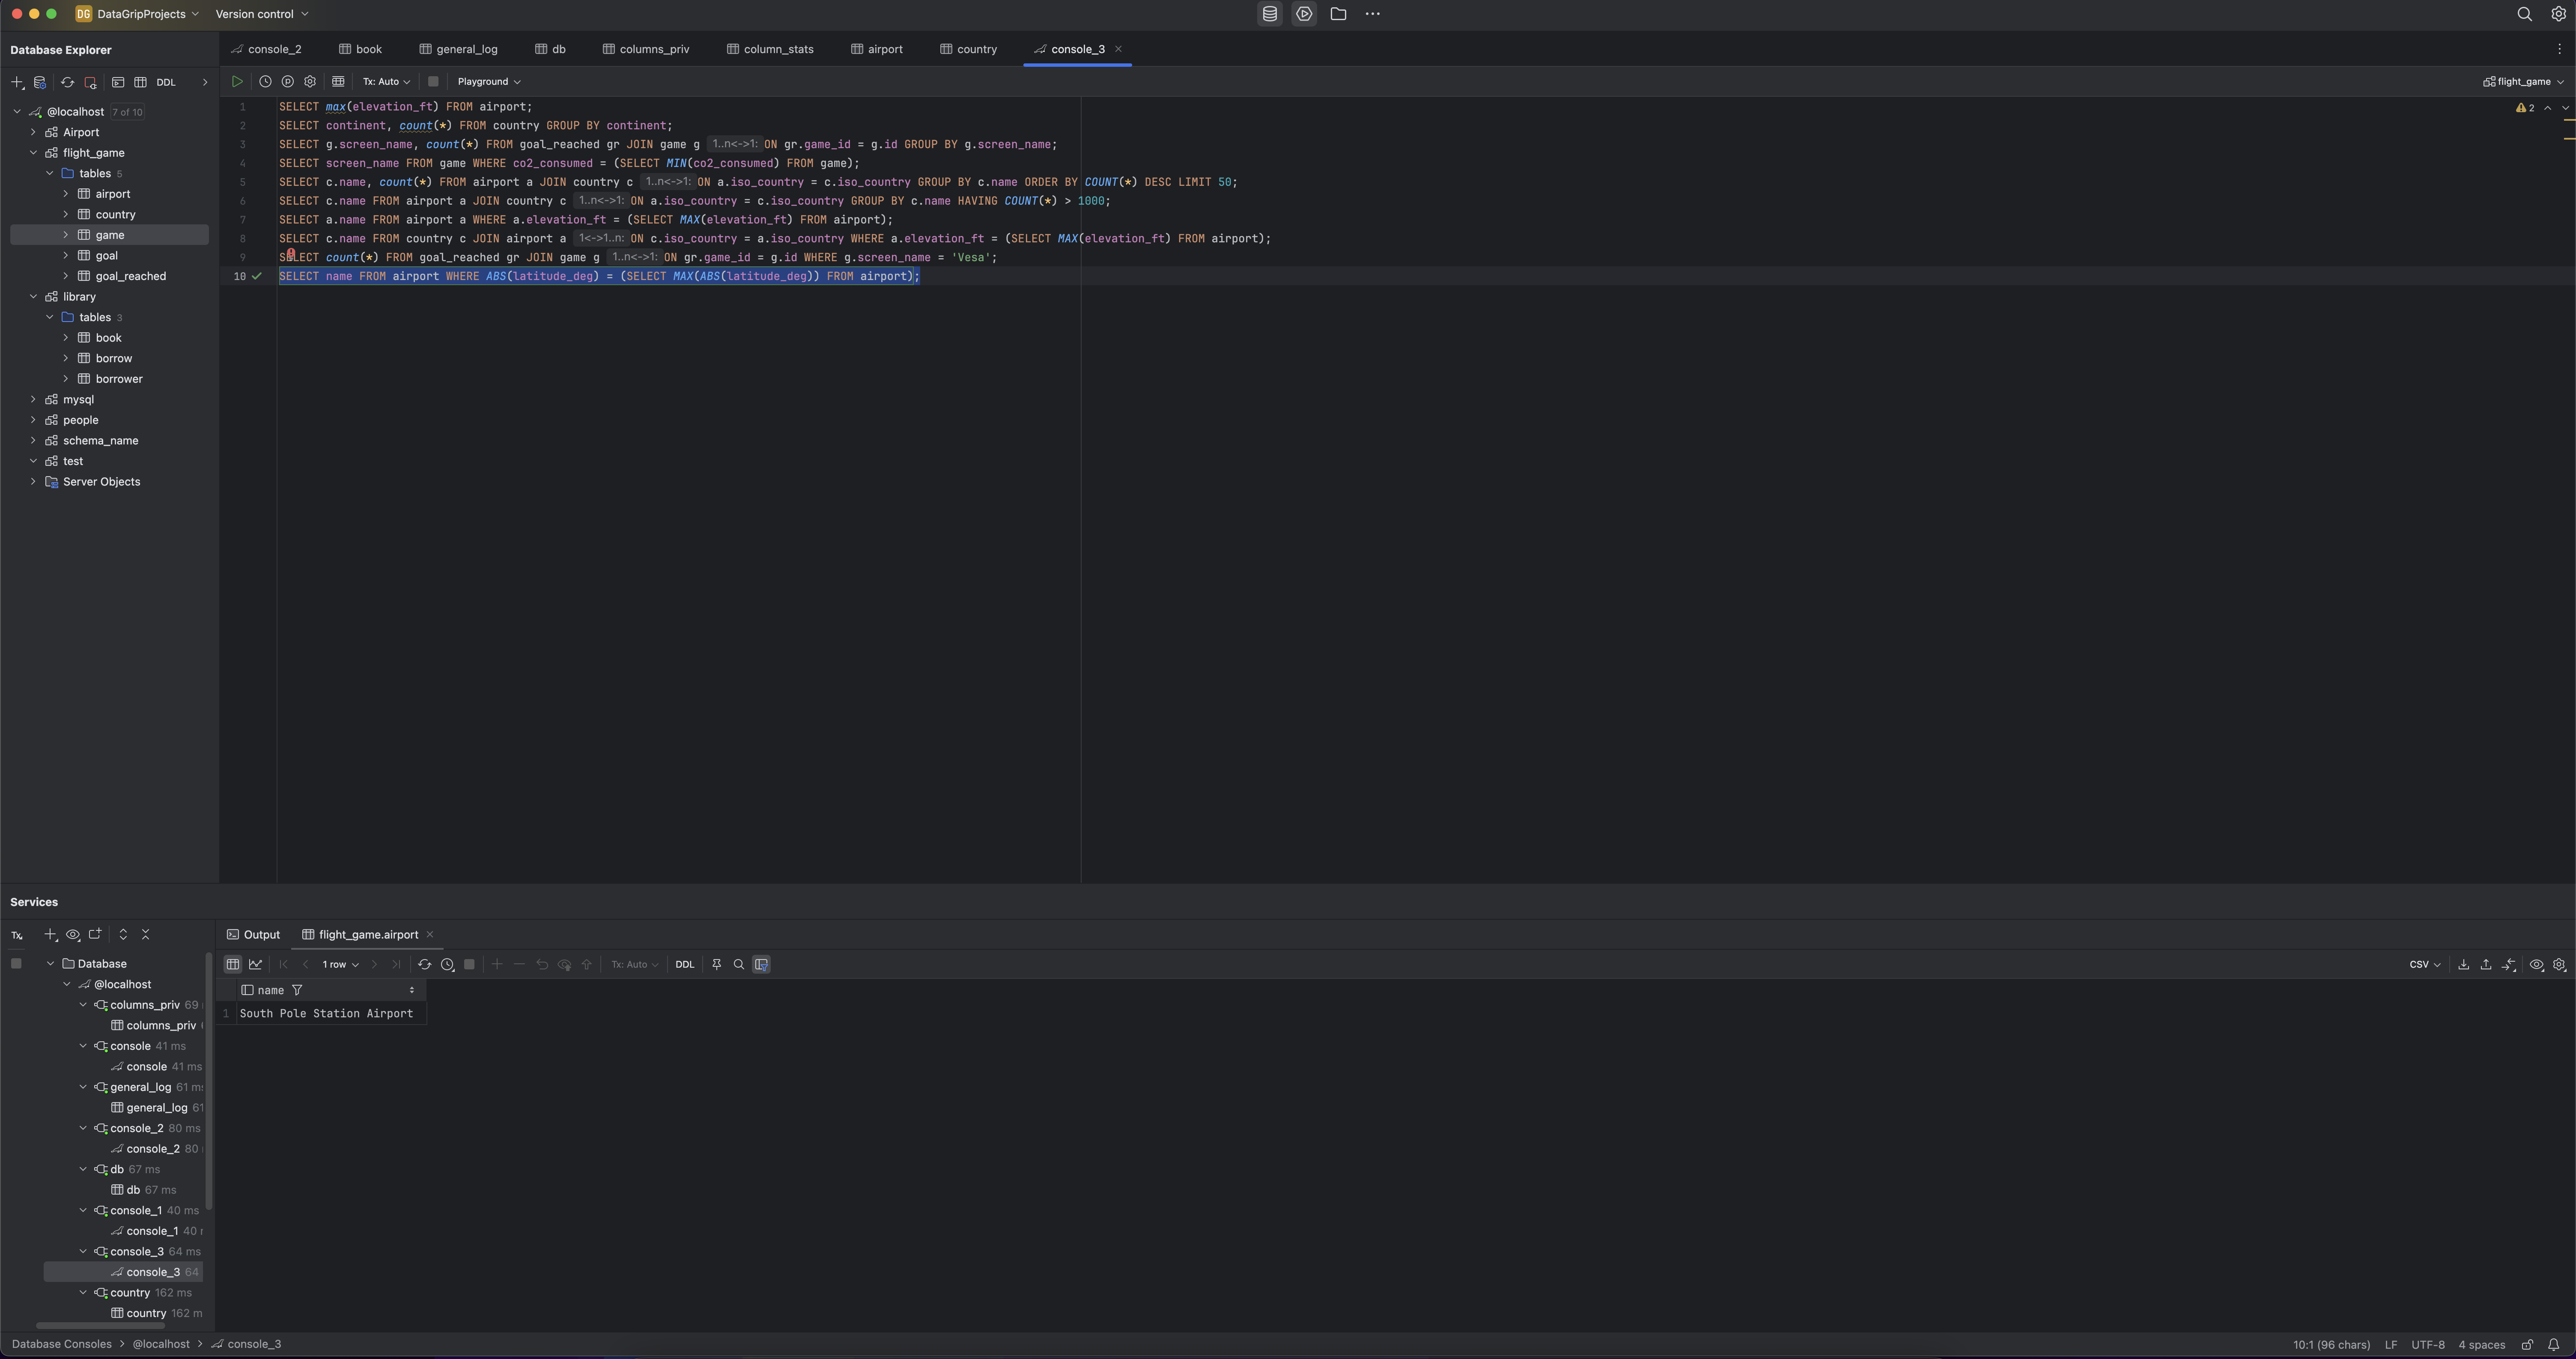 DG DataGripProjects Version control
Database Explorer
console_2 book general_log db columns_priv column_stats airport country console_3
DDL
Tx: Auto Playground flight_game
@localhost 7 of 10
Airport
flight_game
tables 5
airport
country
game
goal
goal_reached
library
tables 3
book
borrow
borrower
mysql
people
schema_name
test
Server Objects
2
1 SELECT max(elevation_ft) FROM airport;
2 SELECT continent, count(*) FROM country GROUP BY continent;
3 SELECT g.screen_name, count(*) FROM goal_reached gr JOIN game g 1..n<->1: ON gr.game_id = g.id GROUP BY g.screen_name;
4 SELECT screen_name FROM game WHERE co2_consumed = (SELECT MIN(co2_consumed) FROM game);
5 SELECT c.name, count(*) FROM airport a JOIN country c 1..n<->1: ON a.iso_country = c.iso_country GROUP BY c.name ORDER BY COUNT(*) DESC LIMIT 50;
6 SELECT c.name FROM airport a JOIN country c 1..n<->1: ON a.iso_country = c.iso_country GROUP BY c.name HAVING COUNT(*) > 1000;
7 SELECT a.name FROM airport a WHERE a.elevation_ft = (SELECT MAX(elevation_ft) FROM airport);
8 SELECT c.name FROM country c JOIN airport a 1<->1..n: ON c.iso_country = a.iso_country WHERE a.elevation_ft = (SELECT MAX(elevation_ft) FROM airport);
9 SELECT count(*) FROM goal_reached gr JOIN game g 1..n<->1: ON gr.game_id = g.id WHERE g.screen_name = 'Vesa';
10 SELECT name FROM airport WHERE ABS(latitude_deg) = (SELECT MAX(ABS(latitude_deg)) FROM airport);
Services
Tx
Output flight_game.airport
1 row Tx: Auto DDL CSV
name
1 South Pole Station Airport
Database
@localhost
columns_priv 69
columns_priv
console 41 ms
console 41 ms
general_log 61 ms
general_log 61
console_2 80 ms
console_2 80
db 67 ms
db 67 ms
console_1 40 ms
console_1 40
console_3 64 ms
console_3 64
country 162 ms
country 162 m
Database Consoles > @localhost > console_3
10:1 (96 chars) LF UTF-8 4 spaces